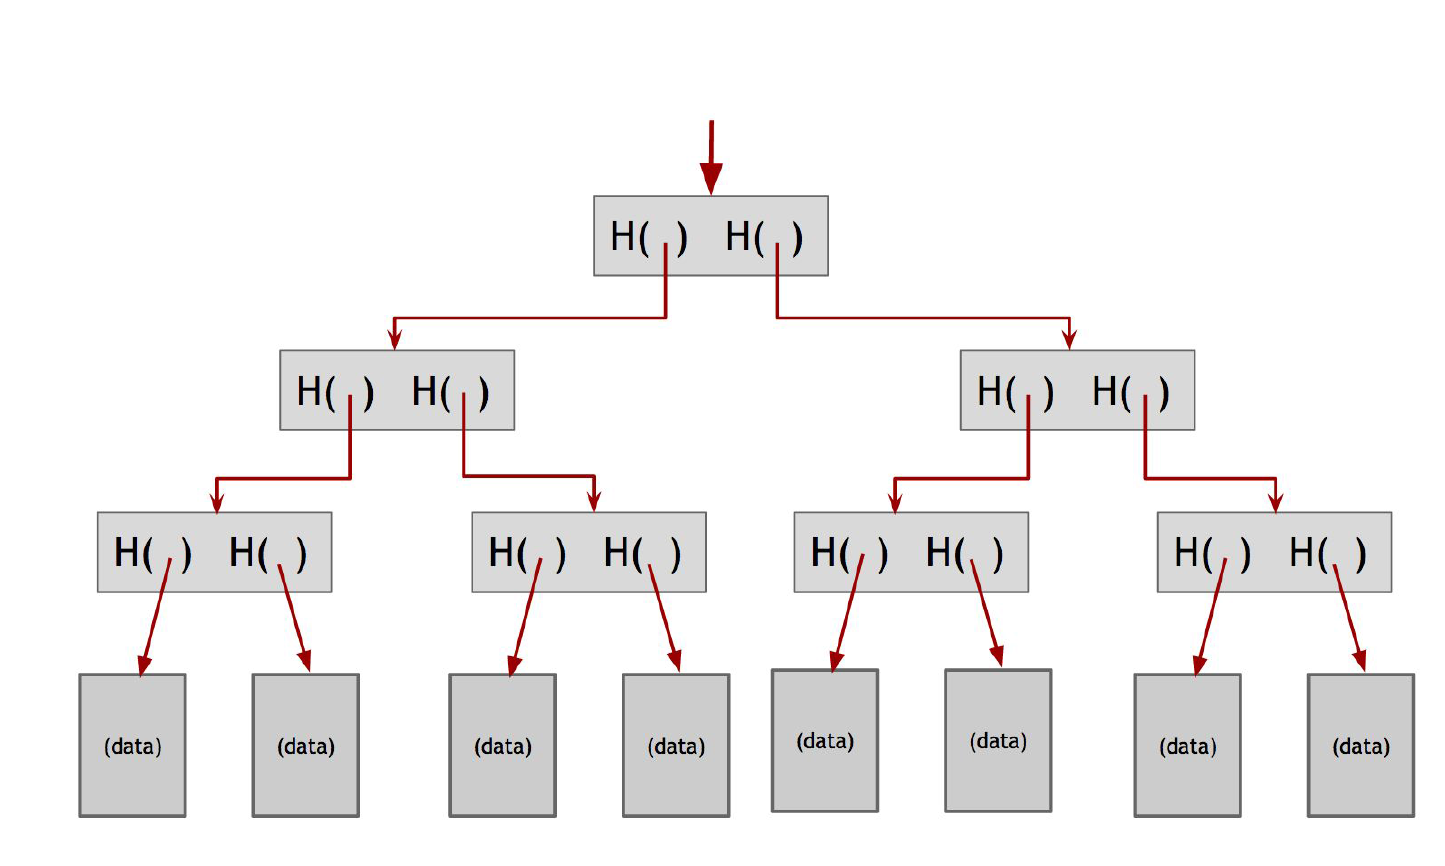 H( ) H( )
H( ) H( ) H( ) H( )
H( ) H( ) H( ) H( ) H( ) H( ) H( ) H( )
(data) (data) (data) (data) (data) (data) (data) (data)